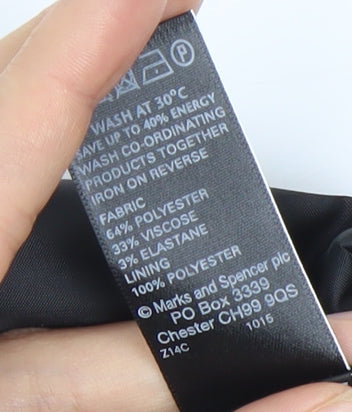 P
WASH AT 30°C
SAVE UP TO 40% ENERGY
WASH CO-ORDINATING
PRODUCTS TOGETHER
IRON ON REVERSE
FABRIC
64% POLYESTER
33% VISCOSE
3% ELASTANE
LINING
100% POLYESTER
© Marks and Spencer plc
PO Box 3339
Chester CH99 9QS
Z14C 1015